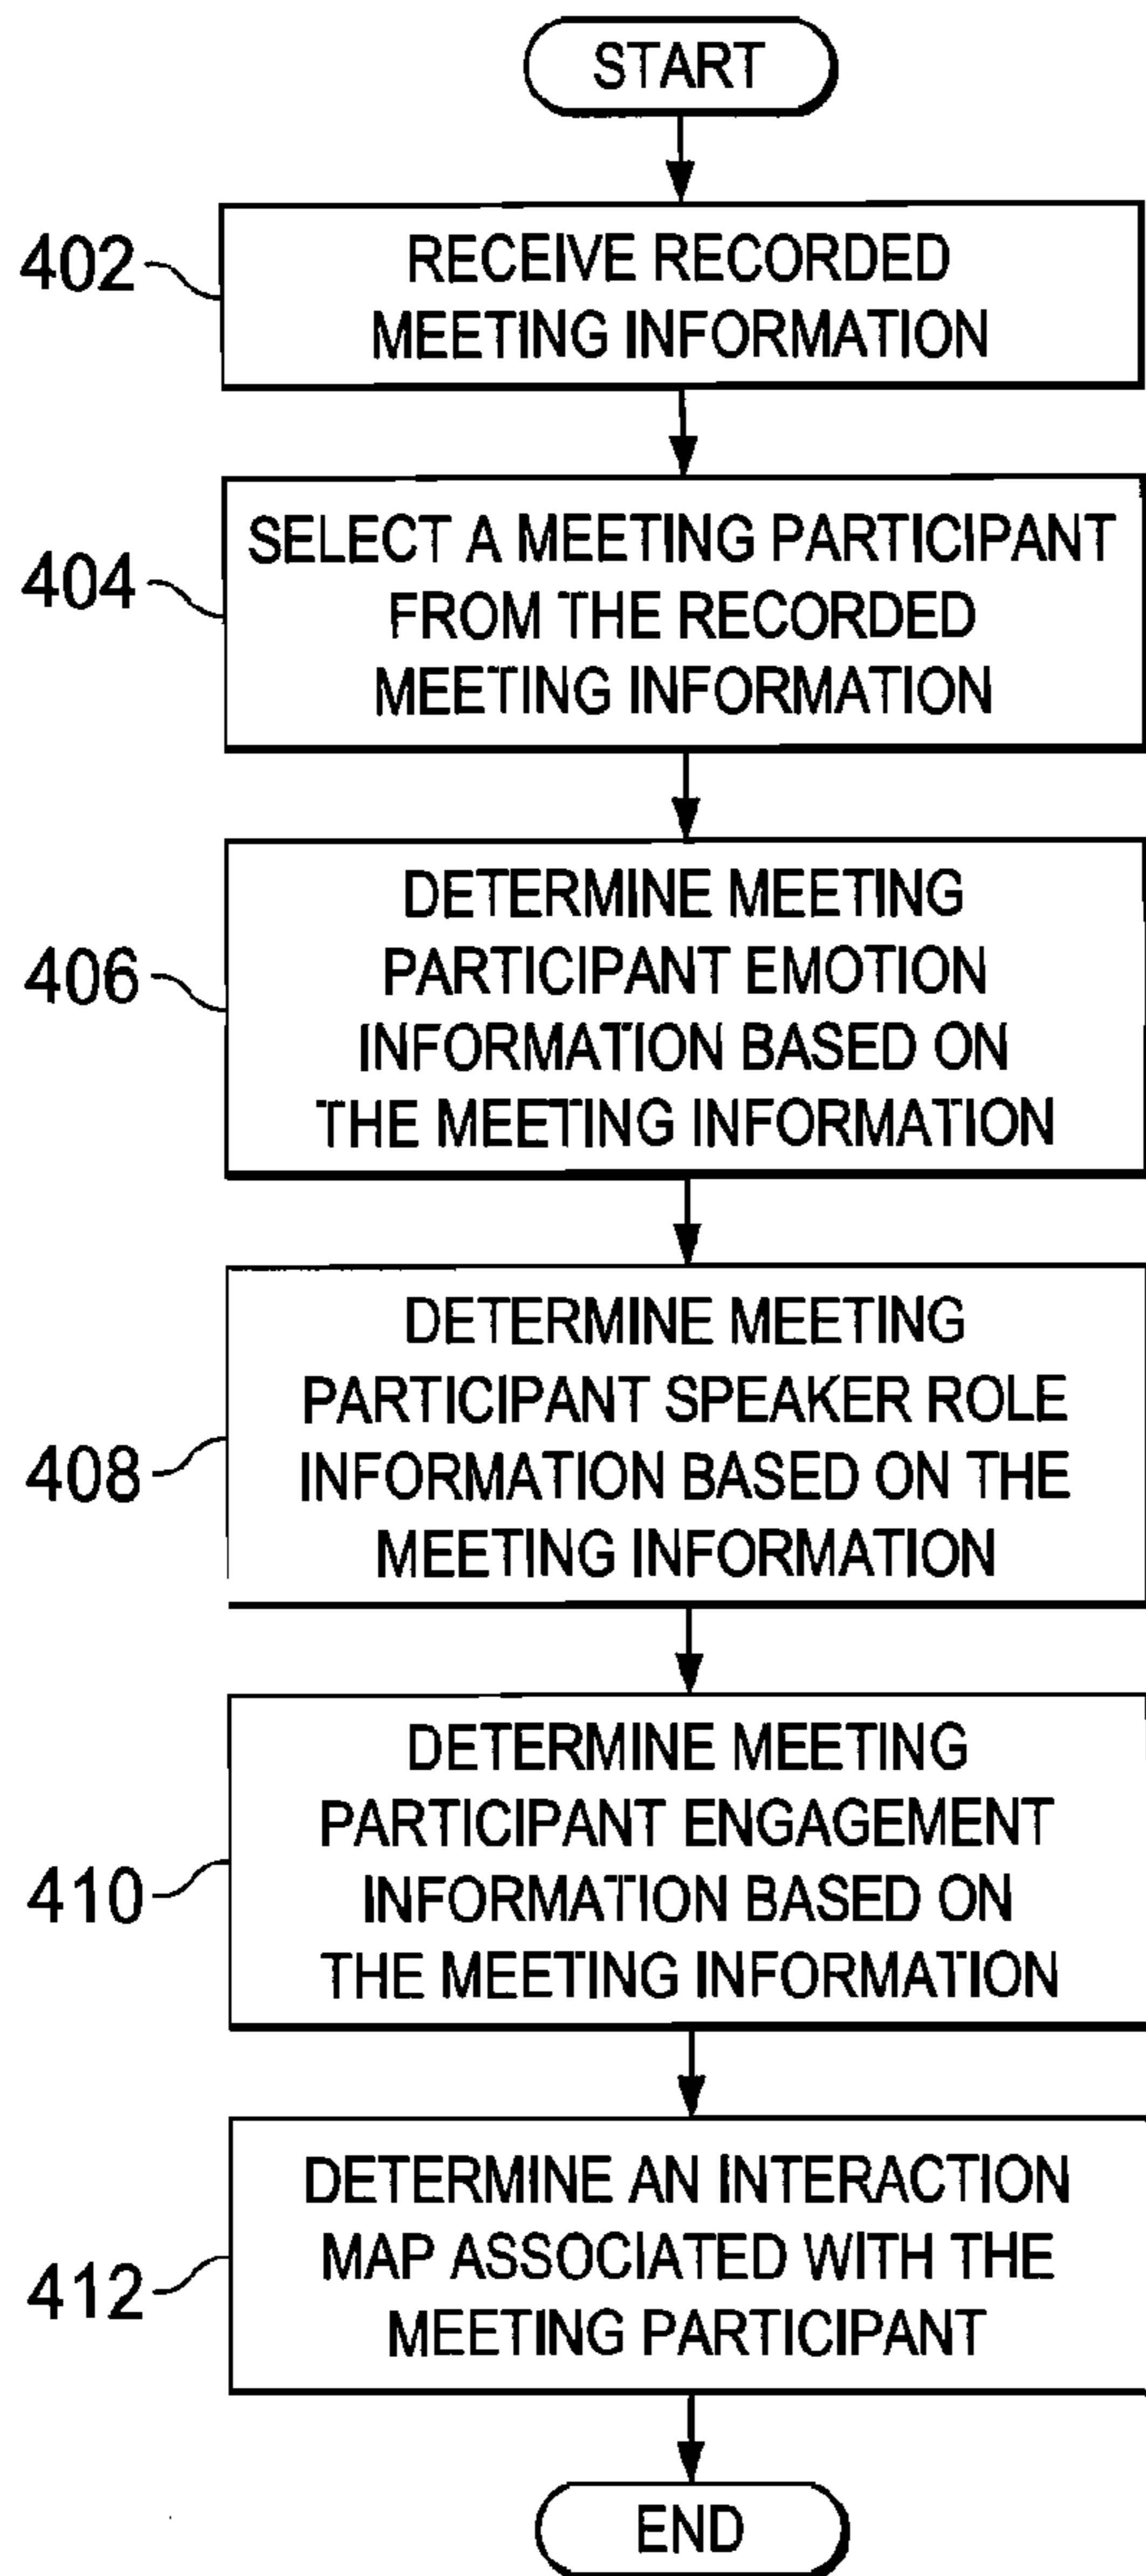 START
402
RECEIVE RECORDED
MEETING INFORMATION
404
SELECT A MEETING PARTICIPANT
FROM THE RECORDED
MEETING INFORMATION
406
DETERMINE MEETING
PARTICIPANT EMOTION
INFORMATION BASED ON
THE MEETING INFORMATION
408
DETERMINE MEETING
PARTICIPANT SPEAKER ROLE
INFORMATION BASED ON THE
MEETING INFORMATION
410
DETERMINE MEETING
PARTICIPANT ENGAGEMENT
INFORMATION BASED ON
THE MEETING INFORMATION
412
DETERMINE AN INTERACTION
MAP ASSOCIATED WITH THE
MEETING PARTICIPANT
END